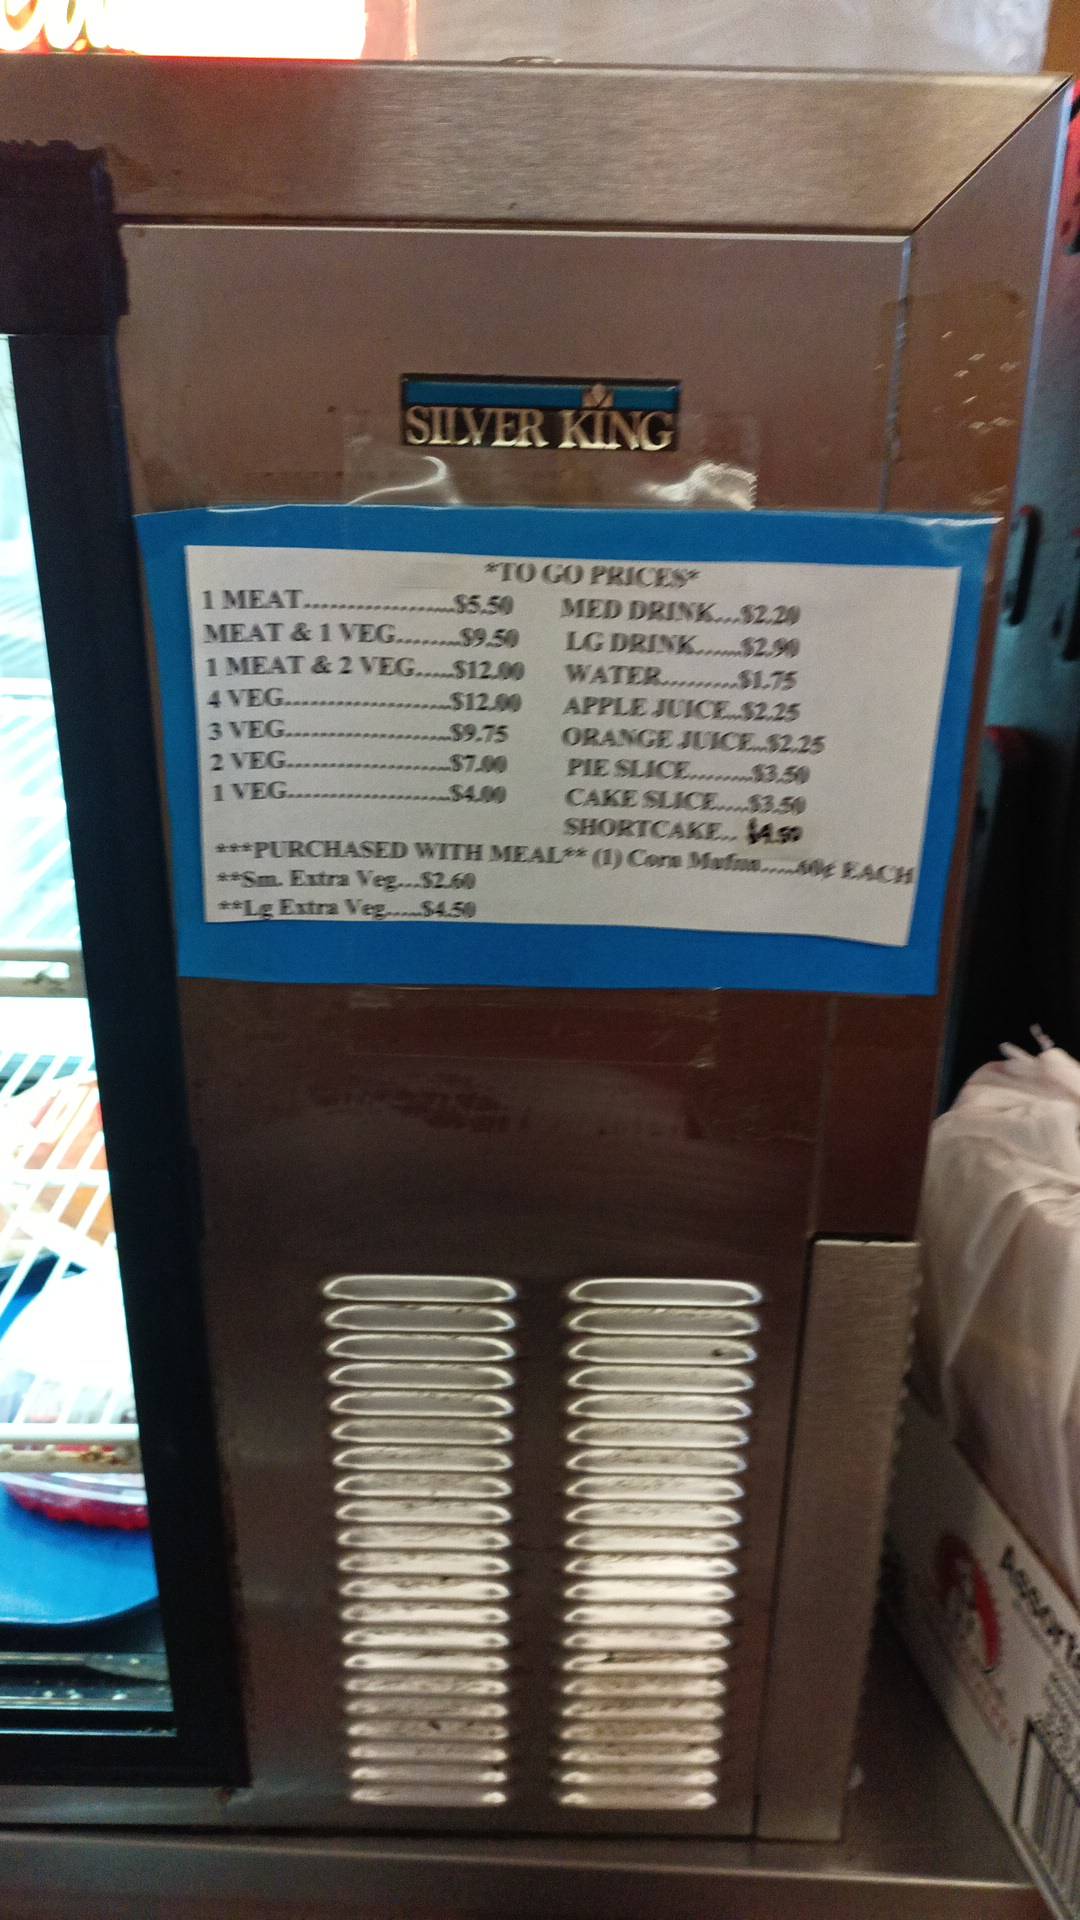 SILVER KING
*TO GO PRICES*
1 MEAT..................$5.50
MEAT & 1 VEG........$9.50
1 MEAT & 2 VEG.....$12.00
4 VEG....................$12.00
3 VEG....................$9.75
2 VEG....................$7.00
1 VEG....................$4.00
MED DRINK...$2.20
LG DRINK......$2.90
WATER.........$1.75
APPLE JUICE..$2.25
ORANGE JUICE..$2.25
PIE SLICE........$3.50
CAKE SLICE.....$3.50
SHORTCAKE.. $4.50
***PURCHASED WITH MEAL** (1) Corn Mufun.....60¢ EACH
**Sm. Extra Veg...$2.60
**Lg Extra Veg.....$4.50